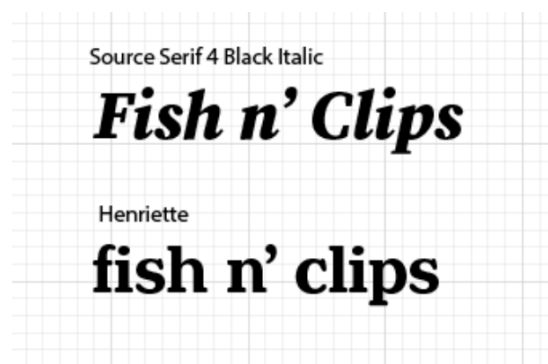 Source Serif 4 Black Italic
Fish n’ Clips
Henriette
fish n’ clips